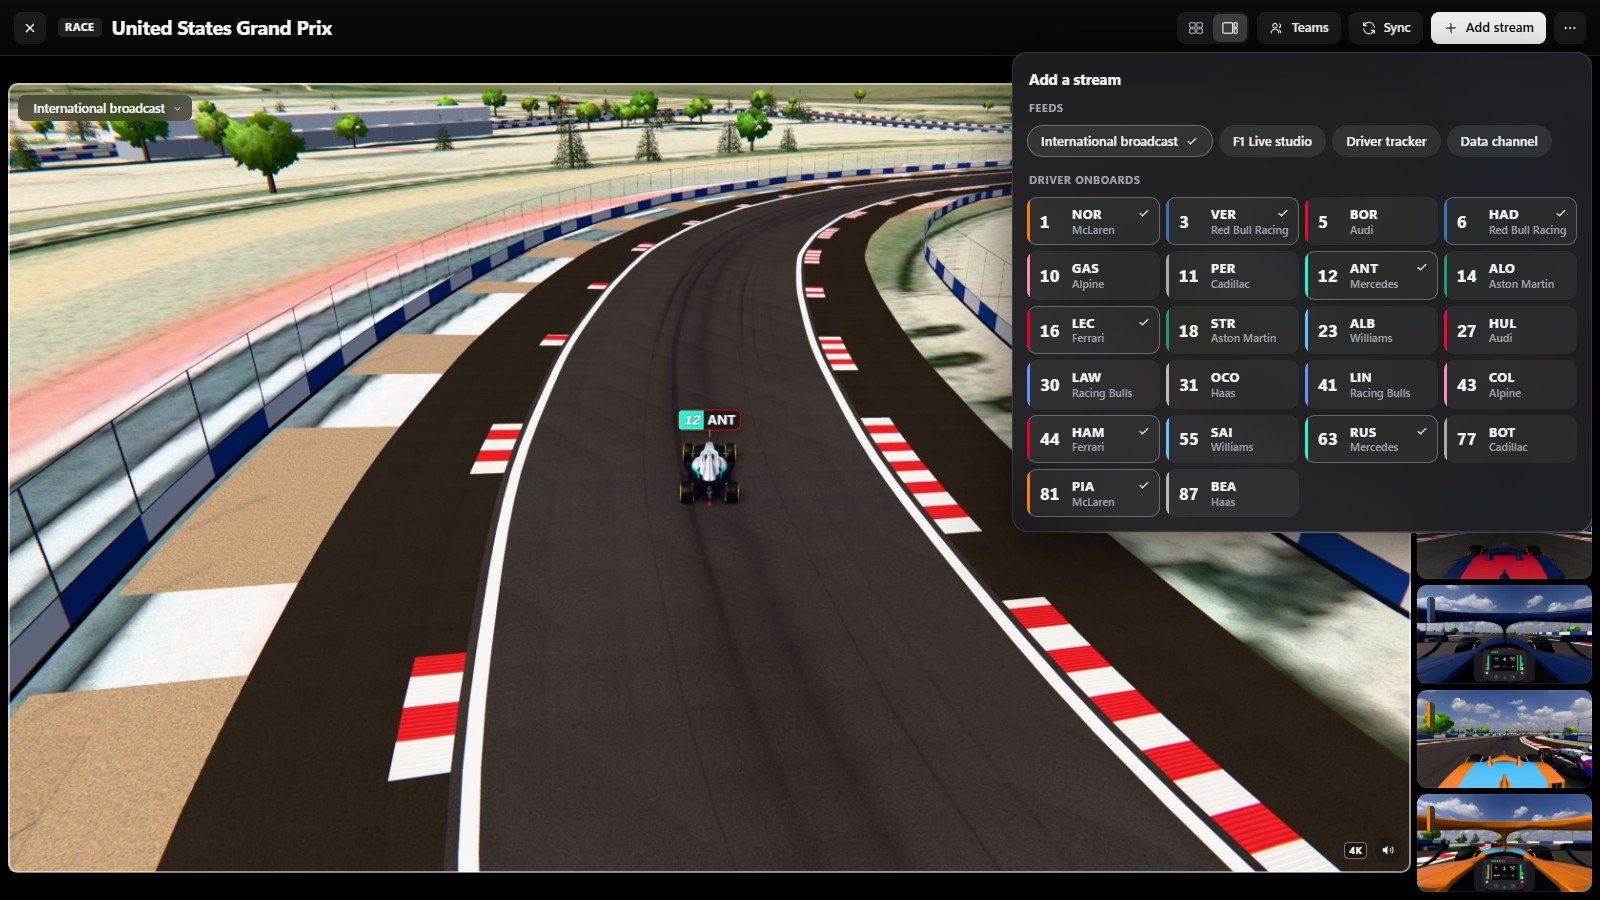 RACE
United States Grand Prix
Teams
Sync
Add stream
International broadcast
Add a stream
FEEDS
International broadcast
F1 Live studio
Driver tracker
Data channel
DRIVER ONBOARDS
1 NOR
McLaren
3 VER
Red Bull Racing
5 BOR
Audi
6 HAD
Red Bull Racing
10 GAS
Alpine
11 PER
Cadillac
12 ANT
Mercedes
14 ALO
Aston Martin
16 LEC
Ferrari
18 STR
Aston Martin
23 ALB
Williams
27 HUL
Audi
30 LAW
Racing Bulls
31 OCO
Haas
41 LIN
Racing Bulls
43 COL
Alpine
44 HAM
Ferrari
55 SAI
Williams
63 RUS
Mercedes
77 BOT
Cadillac
81 PIA
McLaren
87 BEA
Haas
12 ANT
4K